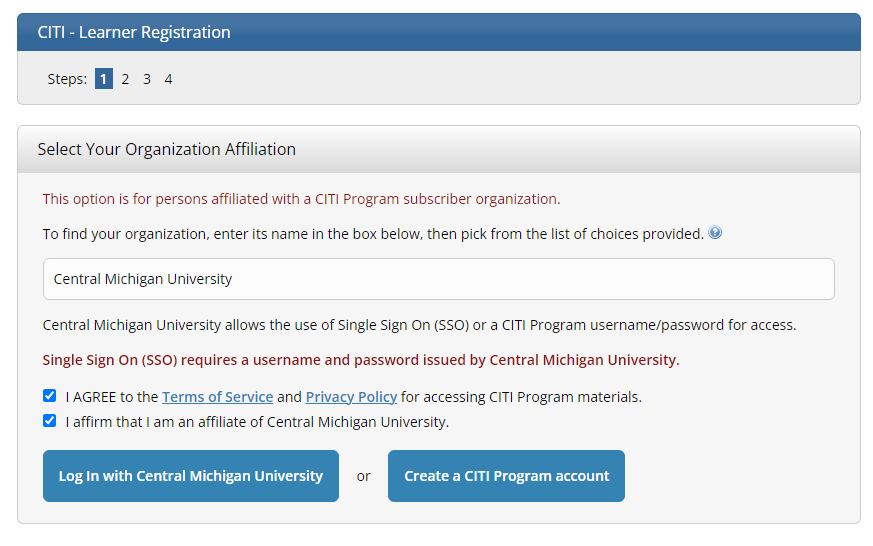 CITI - Learner Registration
Steps: 1 2 3 4
Select Your Organization Affiliation
This option is for persons affiliated with a CITI Program subscriber organization.
To find your organization, enter its name in the box below, then pick from the list of choices provided. ?
Central Michigan University
Central Michigan University allows the use of Single Sign On (SSO) or a CITI Program username/password for access.
Single Sign On (SSO) requires a username and password issued by Central Michigan University.
I AGREE to the Terms of Service and Privacy Policy for accessing CITI Program materials.
I affirm that I am an affiliate of Central Michigan University.
Log In with Central Michigan University or Create a CITI Program account